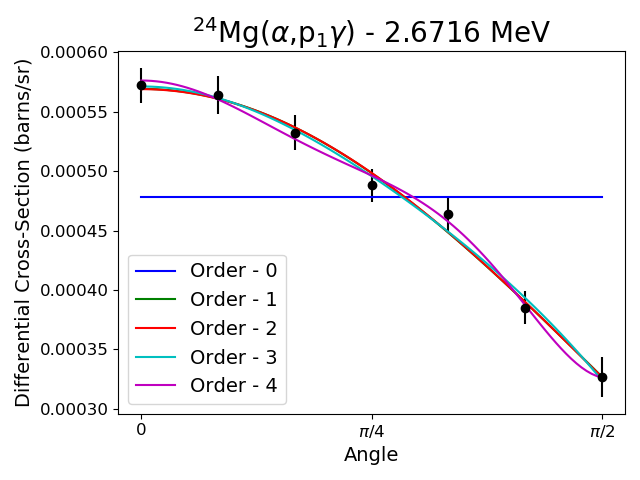 ²⁴Mg(α,p₁γ) - 2.6716 MeV
Differential Cross-Section (barns/sr)
0.00060
0.00055
0.00050
0.00045
0.00040
0.00035
0.00030
Order - 0
Order - 1
Order - 2
Order - 3
Order - 4
0 π/4 π/2
Angle